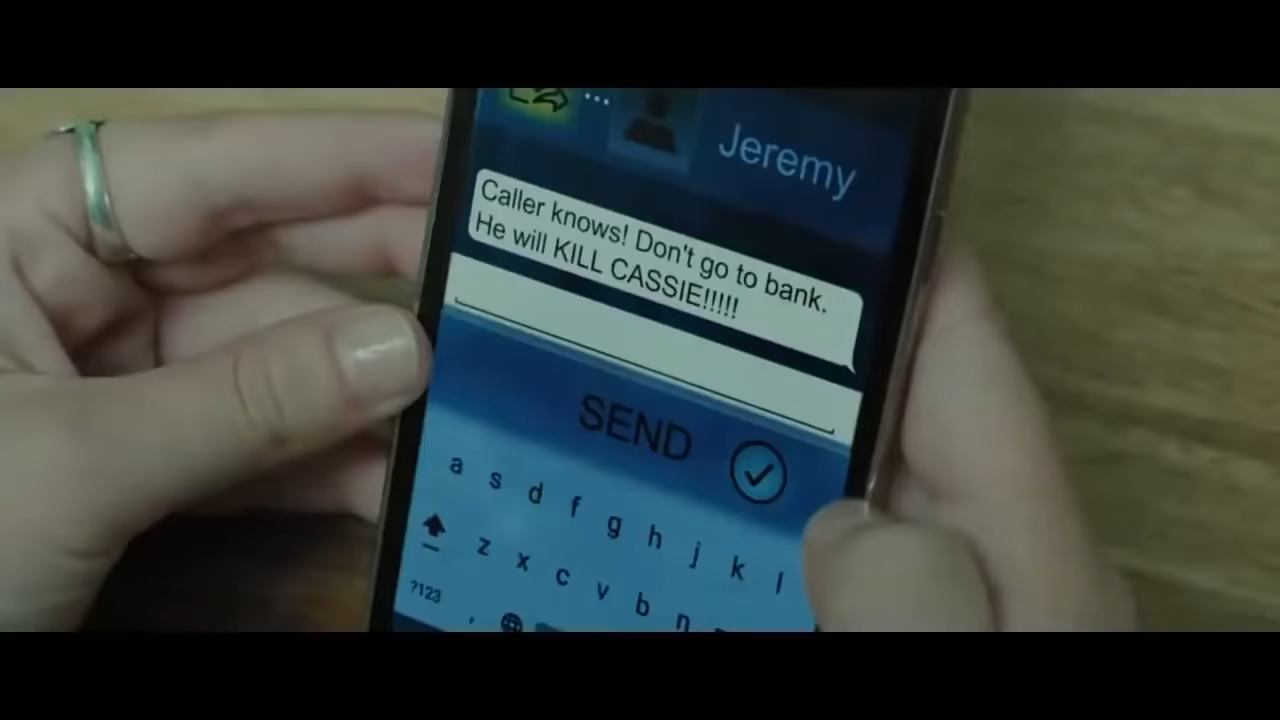 ...
Jeremy
Caller knows! Don't go to bank.
He will KILL CASSIE!!!!!
SEND
a s d f g h j k l
z x c v b n
?123 ,